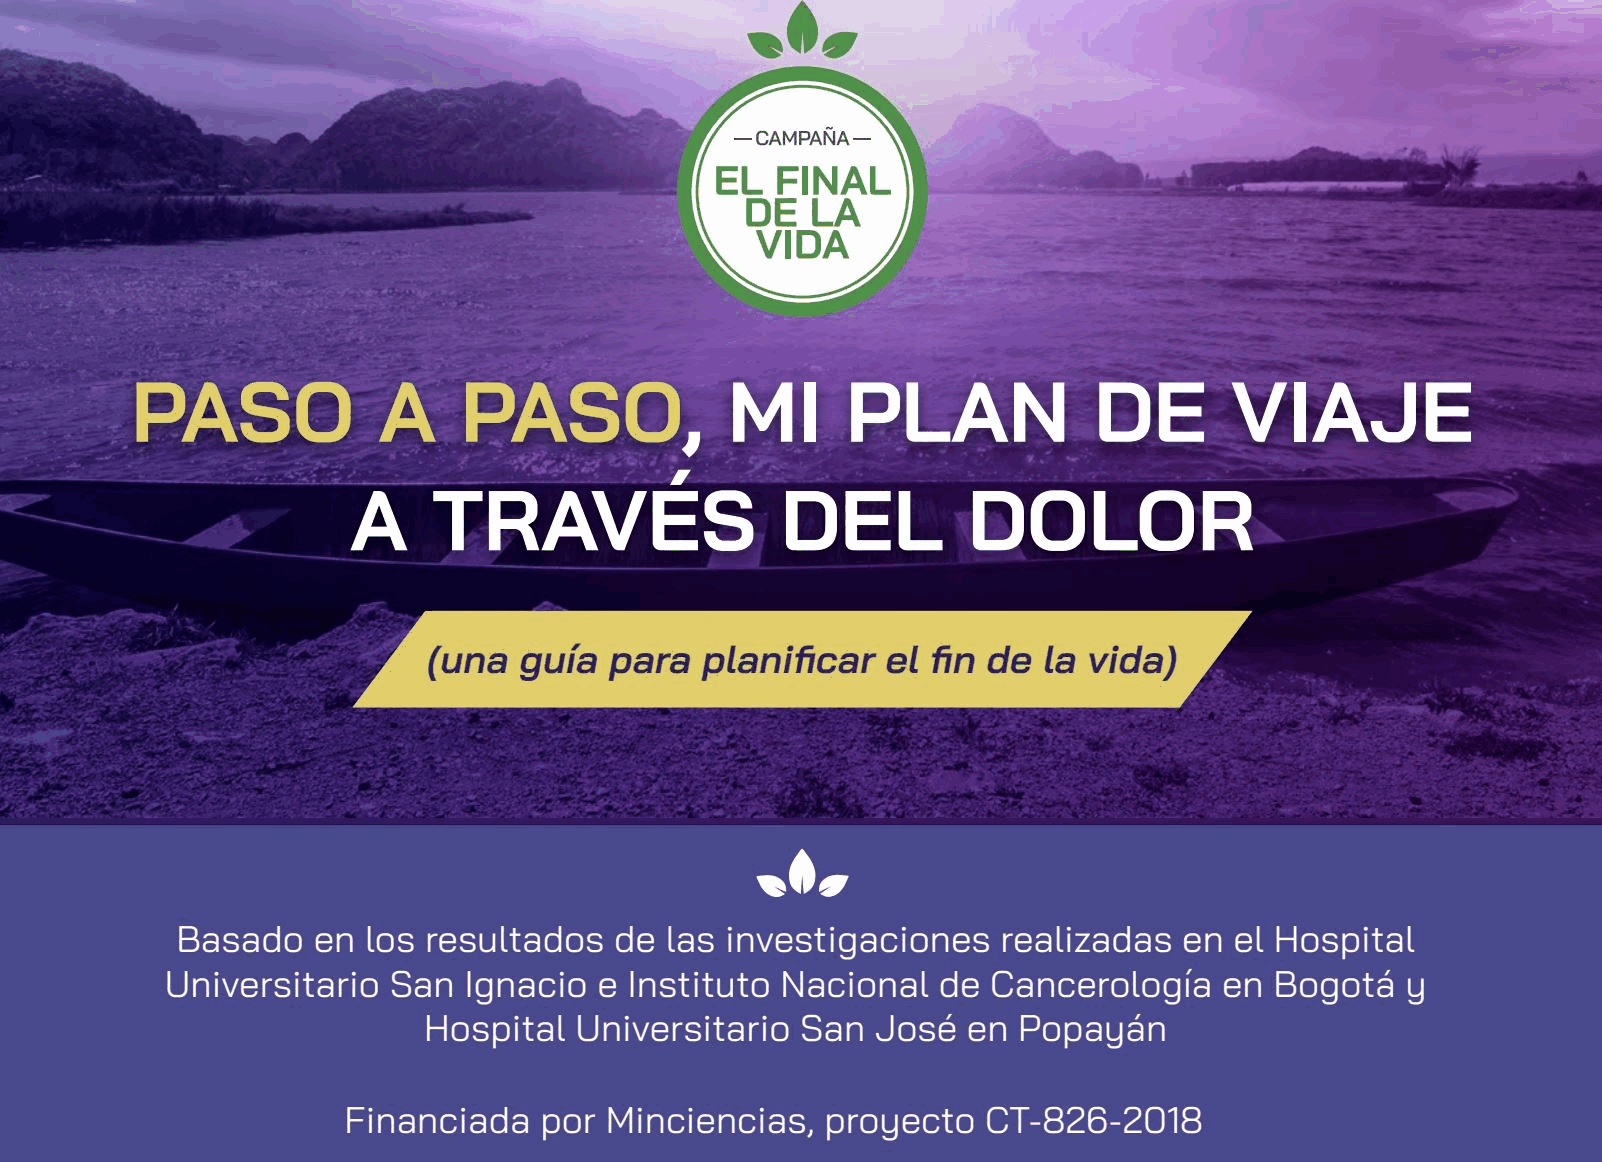 — CAMPAÑA —
EL FINAL
DE LA
VIDA
PASO A PASO, MI PLAN DE VIAJE
A TRAVÉS DEL DOLOR
(una guía para planificar el fin de la vida)
Basado en los resultados de las investigaciones realizadas en el Hospital
Universitario San Ignacio e Instituto Nacional de Cancerología en Bogotá y
Hospital Universitario San José en Popayán
Financiada por Minciencias, proyecto CT-826-2018